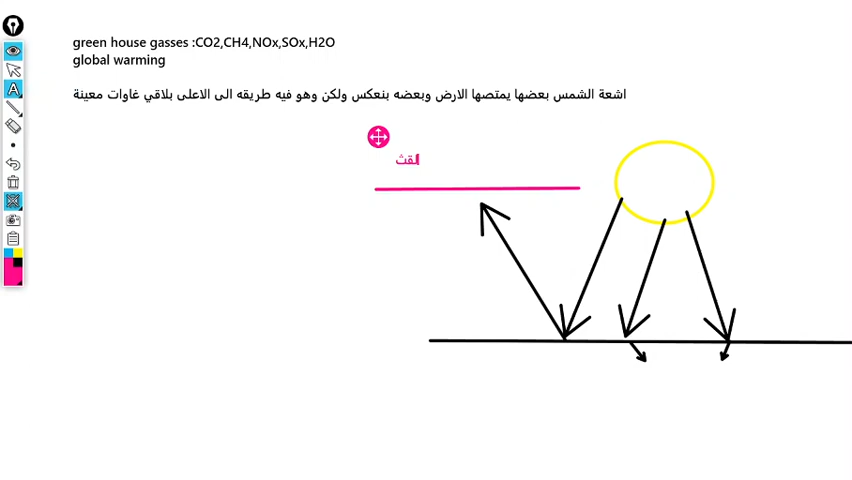 green house gasses :CO2,CH4,NOx,SOx,H2O
global warming
اشعة الشمس بعضها يمتصها الارض وبعضه بنعكس ولكن وهو فيه طريقه الى الاعلى بلاقي غاوات معينة
لقث